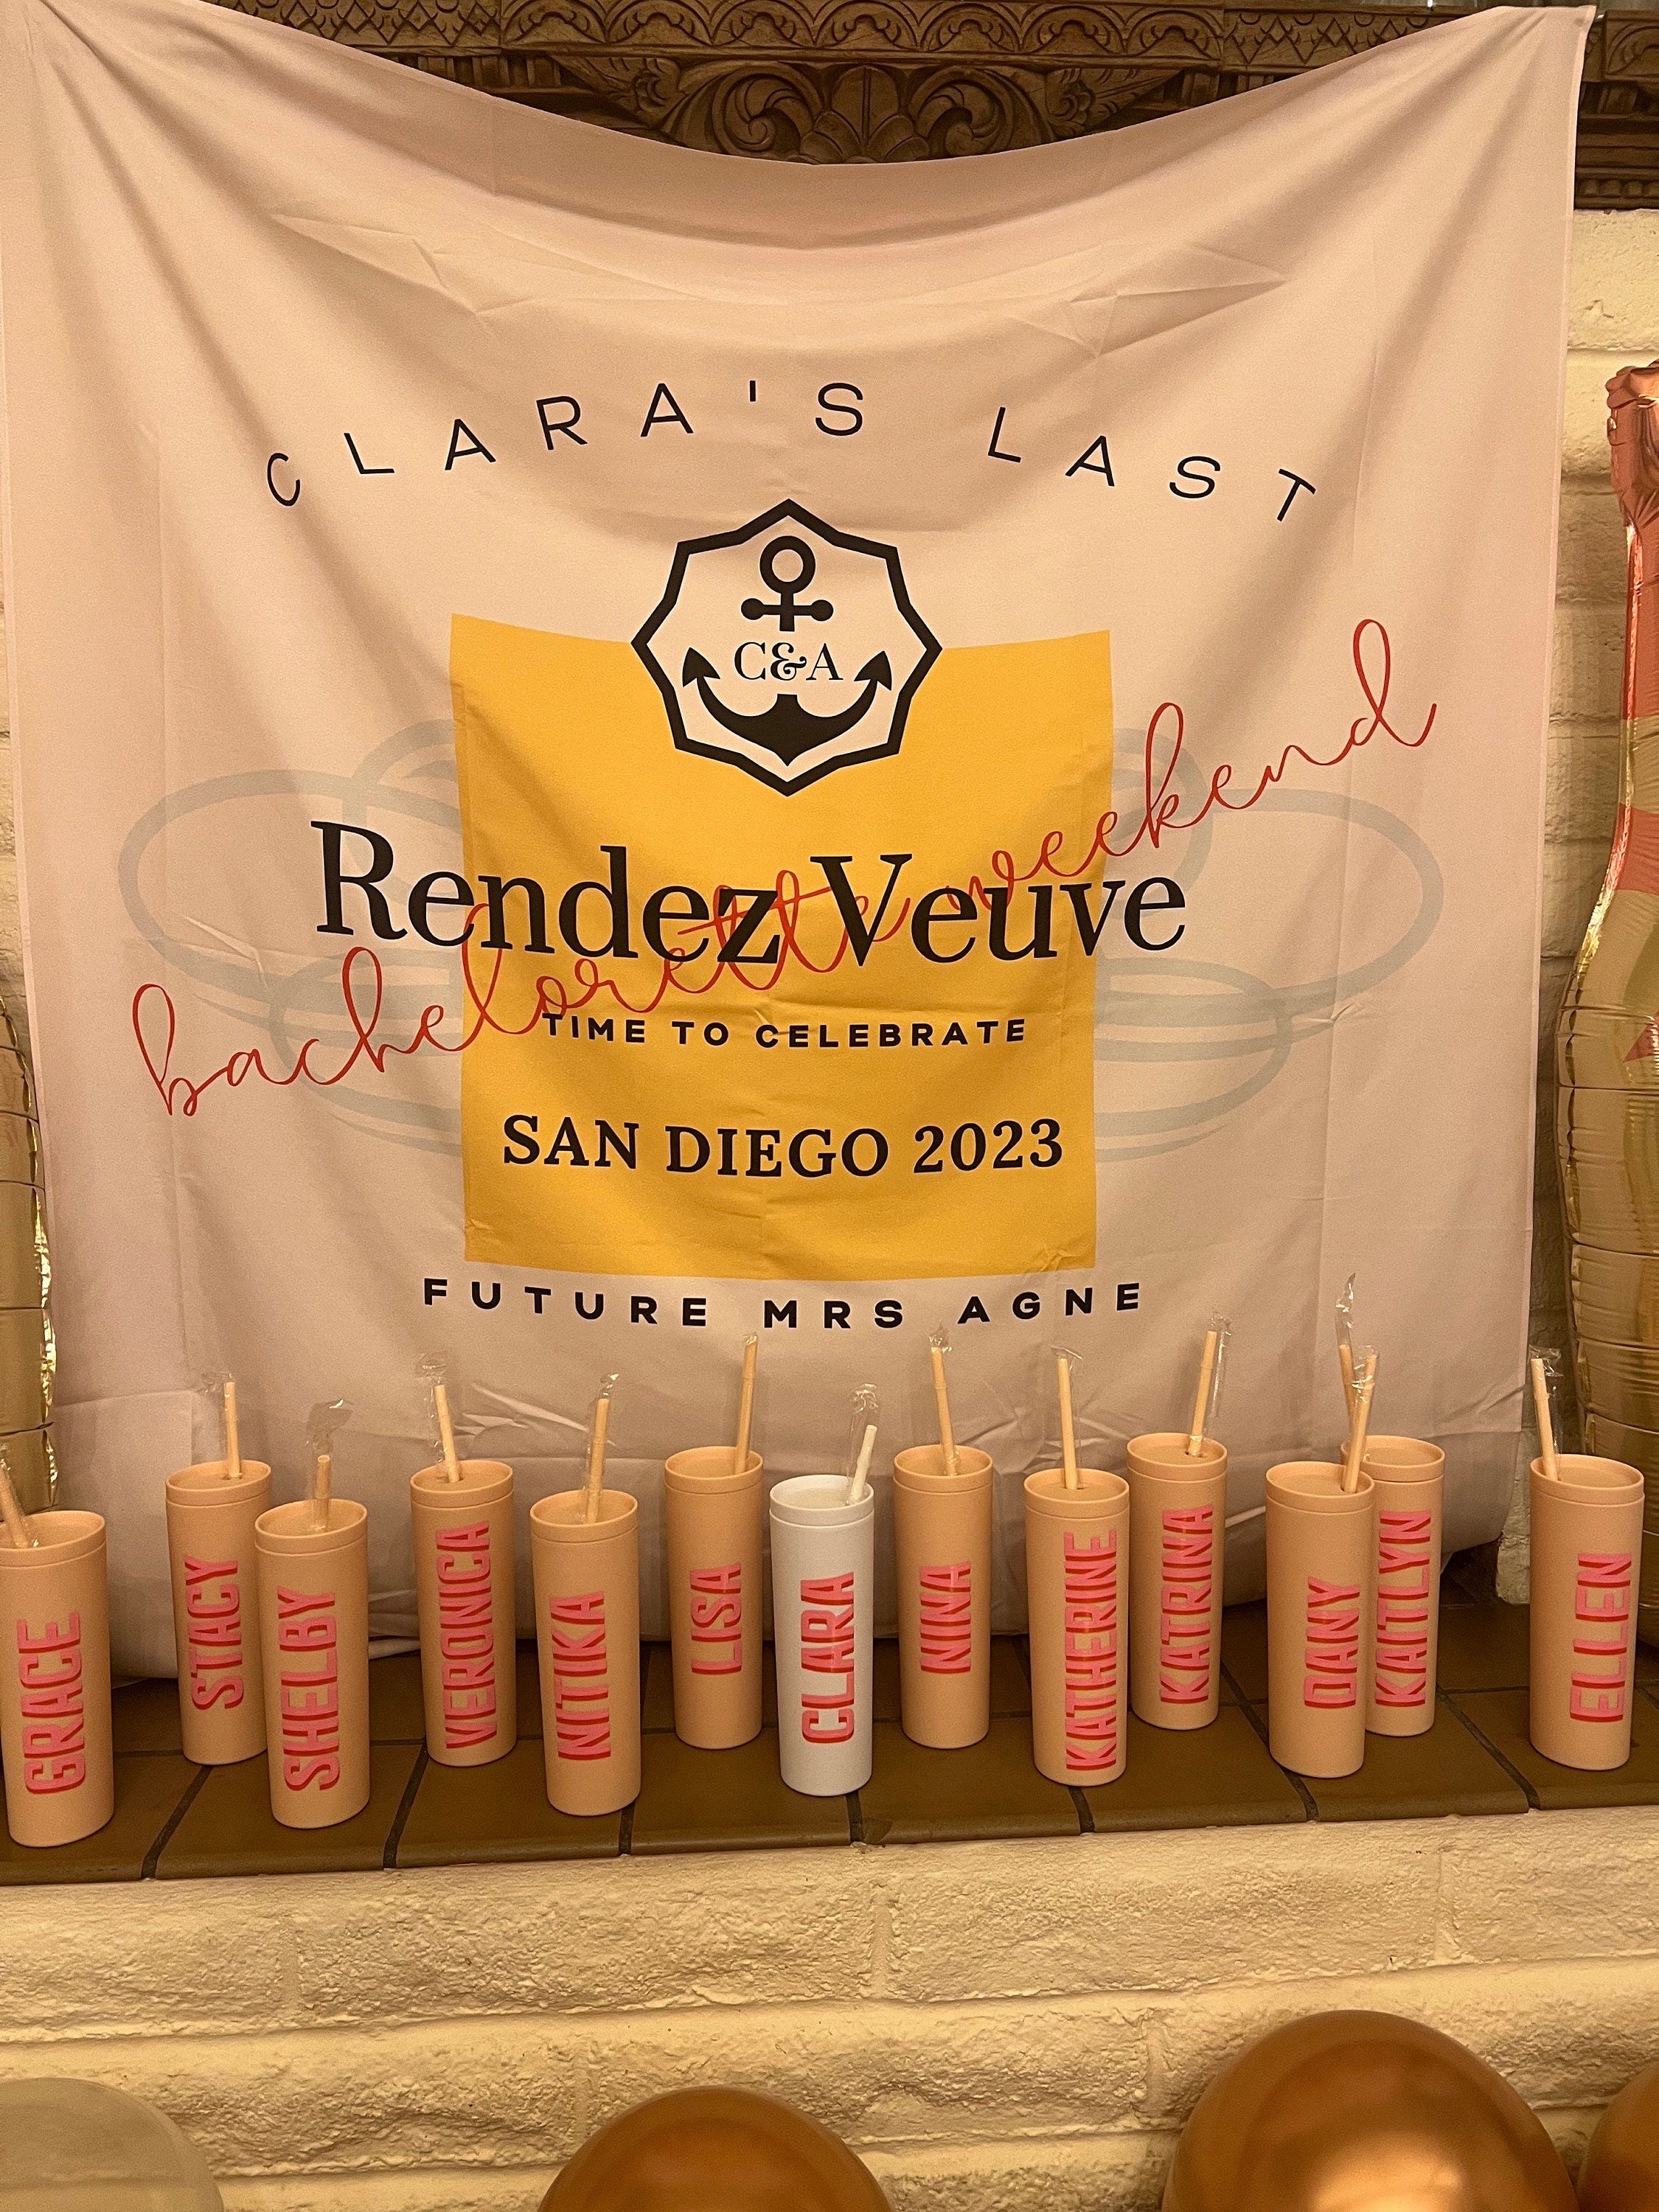 CLARA'S LAST
C&A
Rendez Veuve
bachelorette weekend
TIME TO CELEBRATE
SAN DIEGO 2023
FUTURE MRS AGNE
GRACE
STACY
SHELBY
VERONICA
NITIKA
LISA
CLARA
NINA
KATHERINE
KATRINA
DANY
KAITLYN
ELLEN